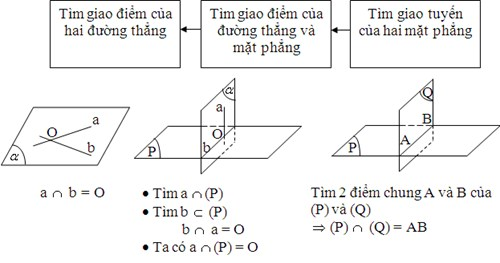 Tìm giao điểm của
hai đường thẳng
Tìm giao điểm của
đường thẳng và
mặt phẳng
Tìm giao tuyến
của hai mặt phẳng
O
a
b
α
a ∩ b = O
α
a
O
b
P
• Tìm a ∩ (P)
• Tìm b ⊂ (P)
b ∩ a = O
• Ta có a ∩ (P) = O
Q
B
A
P
Tìm 2 điểm chung A và B của
(P) và (Q)
⇒ (P) ∩ (Q) = AB